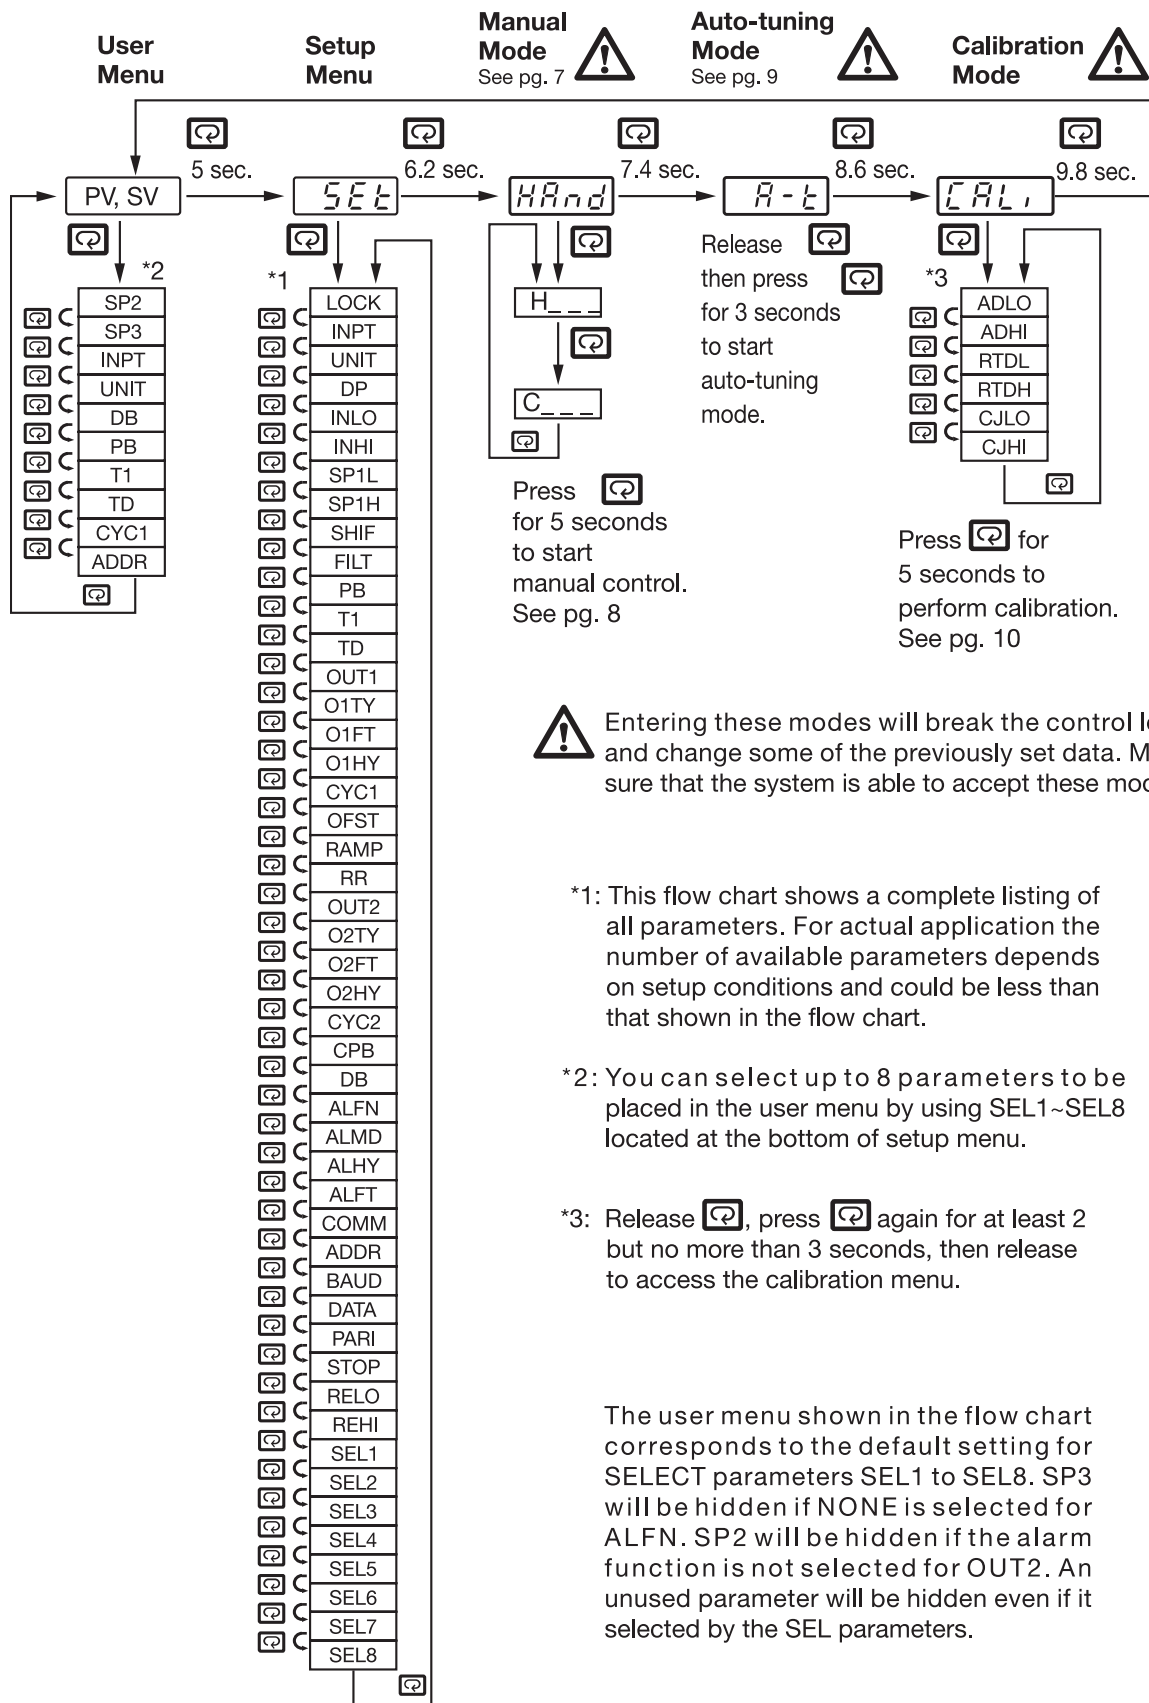 User
Menu
Setup
Menu
Manual
Mode
See pg. 7
Auto-tuning
Mode
See pg. 9
Calibration
Mode
5 sec.
6.2 sec.
7.4 sec.
8.6 sec.
9.8 sec.
PV, SV
SEt
HAnd
A-t
CALi
*2
SP2
SP3
INPT
UNIT
DB
PB
T1
TD
CYC1
ADDR
*1
LOCK
INPT
UNIT
DP
INLO
INHI
SP1L
SP1H
SHIF
FILT
PB
T1
TD
OUT1
O1TY
O1FT
O1HY
CYC1
OFST
RAMP
RR
OUT2
O2TY
O2FT
O2HY
CYC2
CPB
DB
ALFN
ALMD
ALHY
ALFT
COMM
ADDR
BAUD
DATA
PARI
STOP
RELO
REHI
SEL1
SEL2
SEL3
SEL4
SEL5
SEL6
SEL7
SEL8
H_ _ _
C_ _ _
Press
for 5 seconds
to start
manual control.
See pg. 8
Release
then press
for 3 seconds
to start
auto-tuning
mode.
*3
ADLO
ADHI
RTDL
RTDH
CJLO
CJHI
Press for
5 seconds to
perform calibration.
See pg. 10
Entering these modes will break the control
and change some of the previously set data.
sure that the system is able to accept these
*1: This flow chart shows a complete listing of
all parameters. For actual application the
number of available parameters depends
on setup conditions and could be less than
that shown in the flow chart.
*2: You can select up to 8 parameters to be
placed in the user menu by using SEL1~SEL8
located at the bottom of setup menu.
*3: Release , press again for at least 2
but no more than 3 seconds, then release
to access the calibration menu.
The user menu shown in the flow chart
corresponds to the default setting for
SELECT parameters SEL1 to SEL8. SP3
will be hidden if NONE is selected for
ALFN. SP2 will be hidden if the alarm
function is not selected for OUT2. An
unused parameter will be hidden even if it
selected by the SEL parameters.